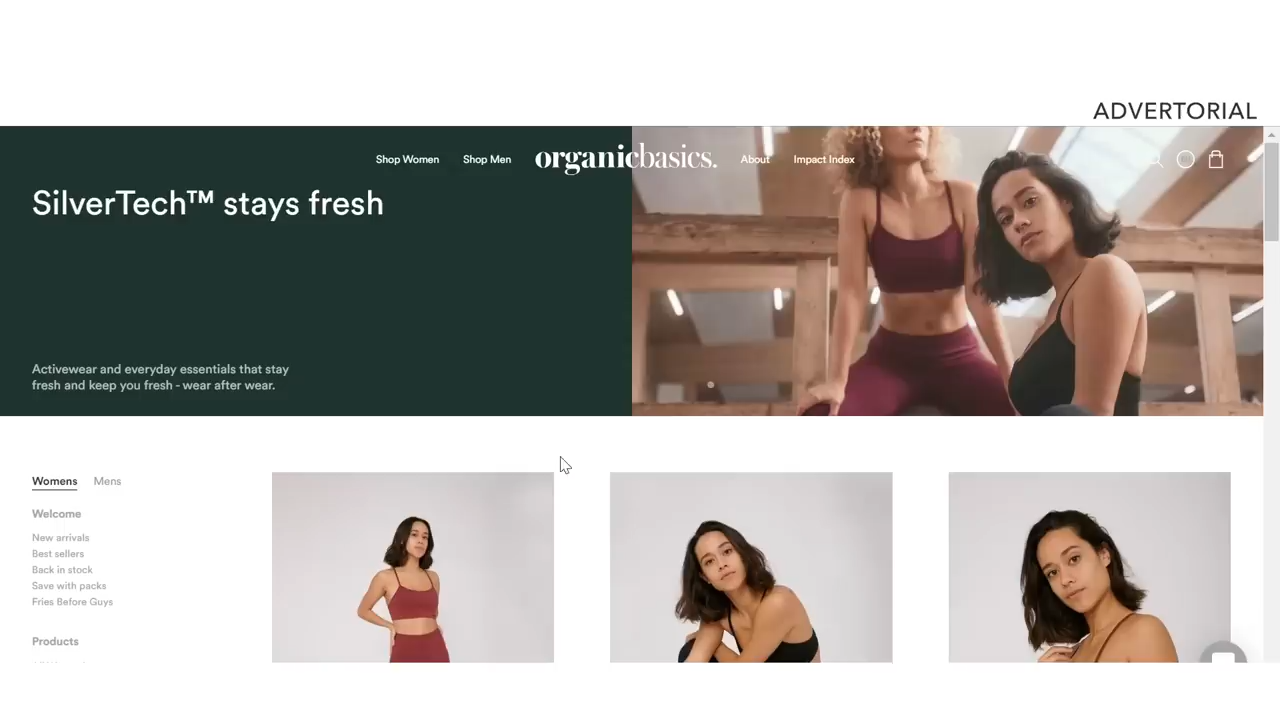 ADVERTORIAL
Shop Women Shop Men organicbasics. About Impact Index
SilverTech™ stays fresh
Activewear and everyday essentials that stay
fresh and keep you fresh - wear after wear.
Womens Mens
Welcome
New arrivals
Best sellers
Back in stock
Save with packs
Fries Before Guys
Products